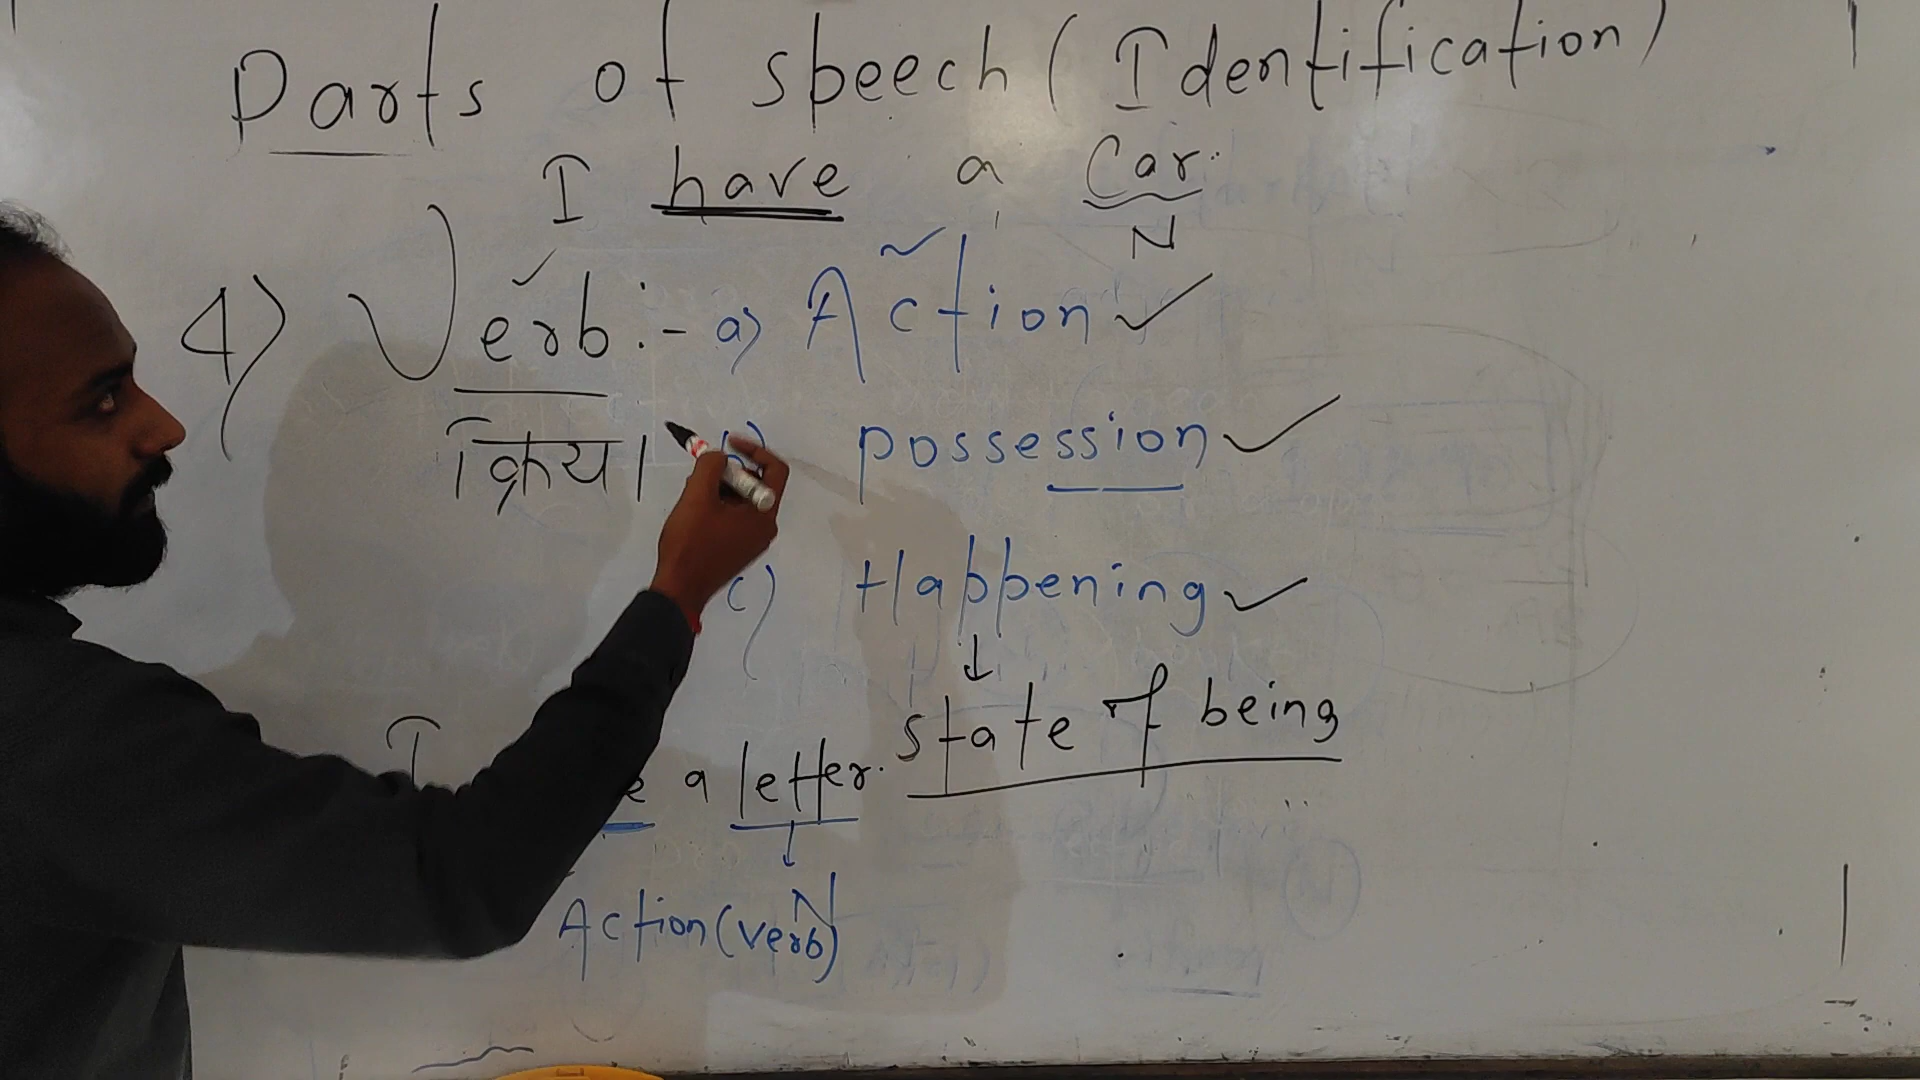 Parts of speech (Identification)
I have a Car.
N
4) Verb :- a) Action
क्रिया b) possession
c) Happening
↓
state of being
I a letter.
↓
N
Action (verb)